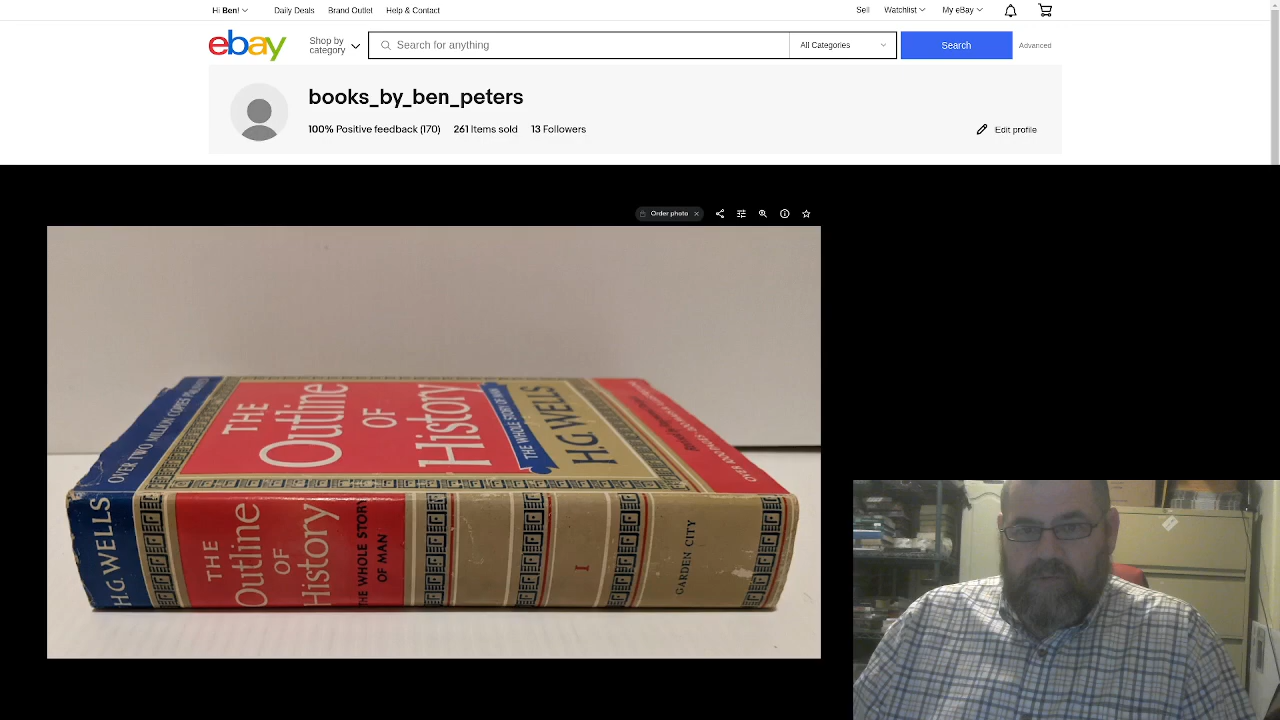 Hi Ben!
Daily Deals
Brand Outlet
Help & Contact
Sell
Watchlist
My eBay
ebay
Shop by
category
Search for anything
All Categories
Search
Advanced
books_by_ben_peters
100% Positive feedback (170)
261 Items sold
13 Followers
Edit profile
Order photo
OVER TWO MILLION COPIES
THE
Outline
OF
History
THE WHOLE STORY OF MAN
H.G. WELLS
H.G. WELLS
THE
Outline
OF
History
THE WHOLE STORY
OF MAN
I
GARDEN CITY